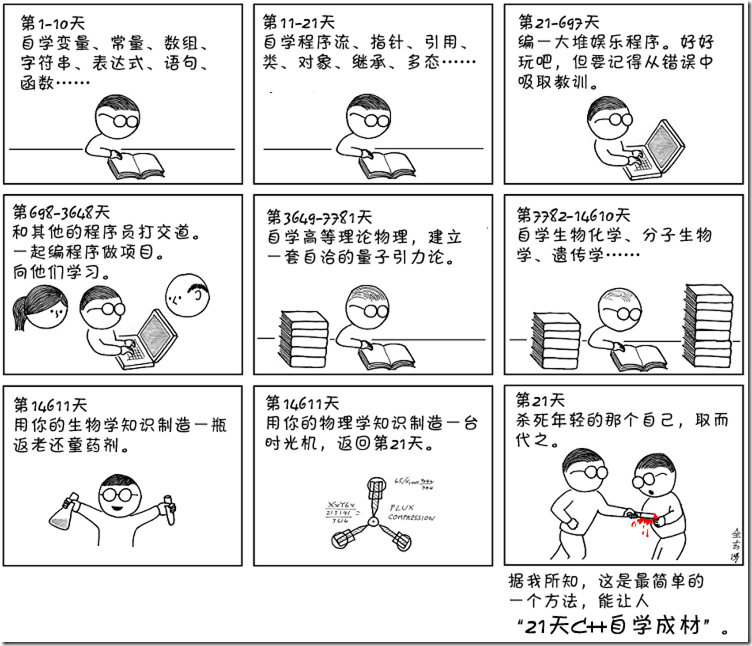 第1-10天
自学变量、常量、数组、
字符串、表达式、语句、
函数……
第11-21天
自学程序流、指针、引用、
类、对象、继承、多态……
第21-697天
编一大堆娱乐程序。好好
玩吧，但要记得从错误中
吸取教训。
第698-3648天
和其他的程序员打交道。
一起编程序做项目。
向他们学习。
第3649-7781天
自学高等理论物理，建立
一套自洽的量子引力论。
第7782-14610天
自学生物化学、分子生物
学、遗传学……
第14611天
用你的生物学知识制造一瓶
返老还童药剂。
第14611天
用你的物理学知识制造一台
时光机，返回第21天。
FLUX
COMPRESSION
第21天
杀死年轻的那个自己，取而
代之。
据我所知，这是最简单的
一个方法，能让人
“21天C++自学成材”。